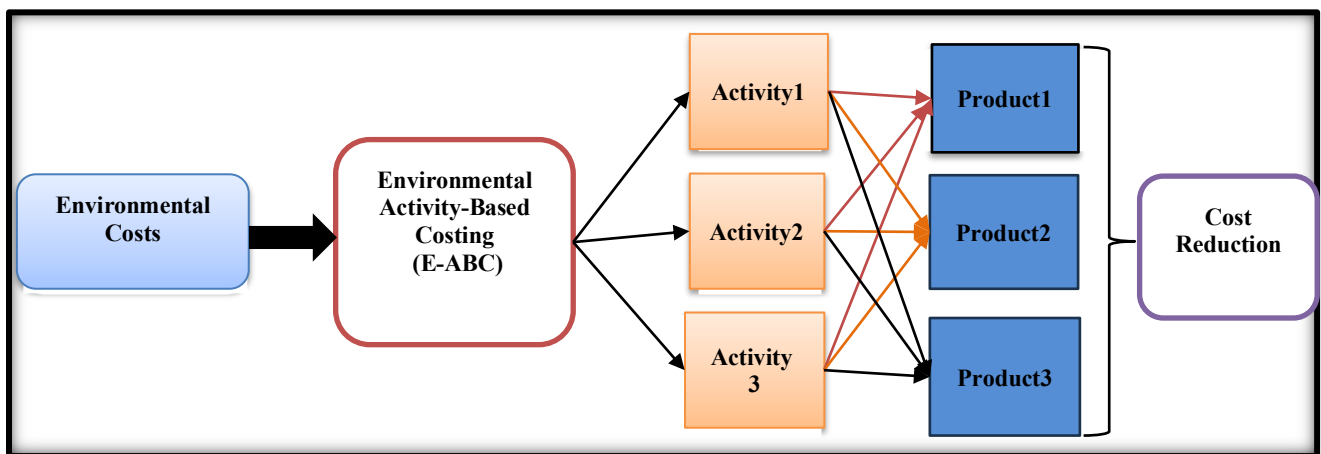 Environmental
Costs
Environmental
Activity-Based
Costing
(E-ABC)
Activity1
Activity2
Activity
3
Product1
Product2
Product3
Cost
Reduction